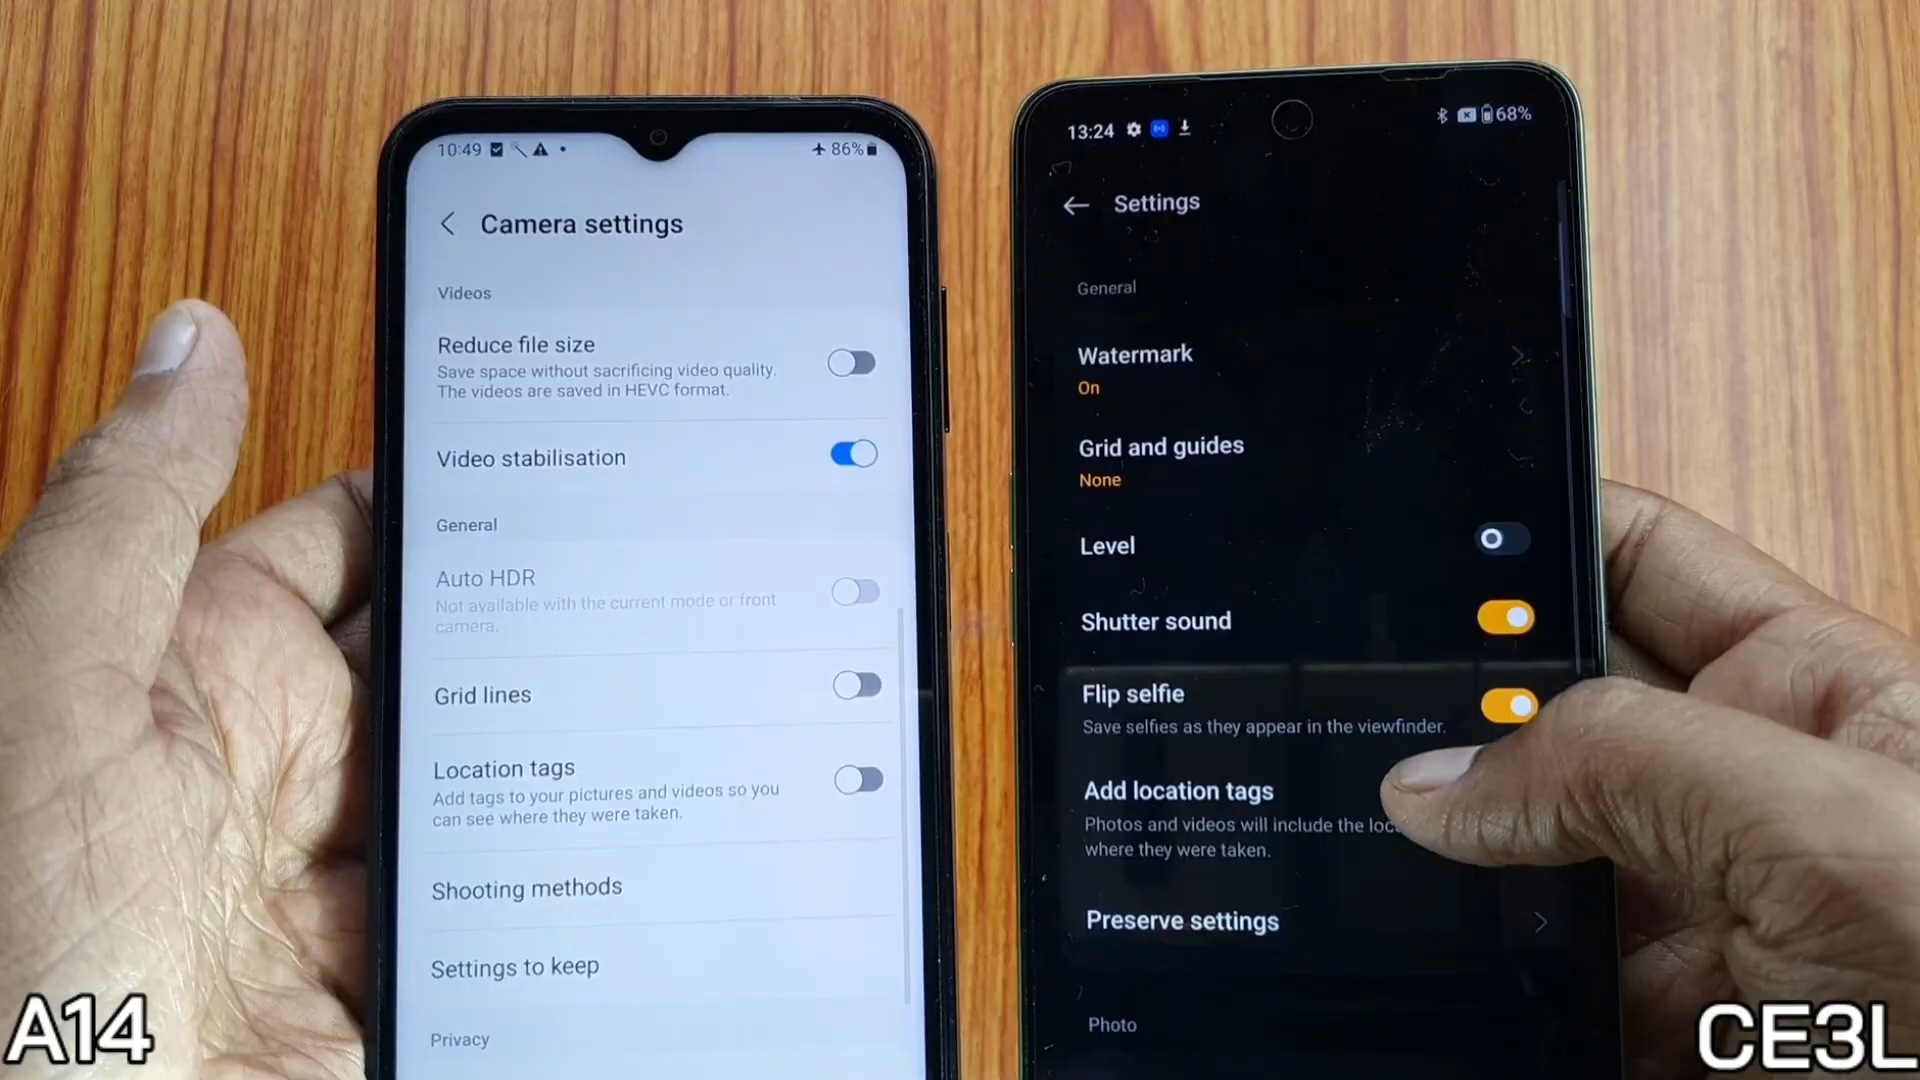 10:49
86%
Camera settings
Videos
Reduce file size
Save space without sacrificing video quality.
The videos are saved in HEVC format.
Video stabilisation
General
Auto HDR
Not available with the current mode or front
camera.
Grid lines
Location tags
Add tags to your pictures and videos so you
can see where they were taken.
Shooting methods
Settings to keep
Privacy
A14
13:24
68%
Settings
General
Watermark
On
Grid and guides
None
Level
Shutter sound
Flip selfie
Save selfies as they appear in the viewfinder.
Add location tags
Photos and videos will include the
where they were taken.
Preserve settings
Photo
CE3L